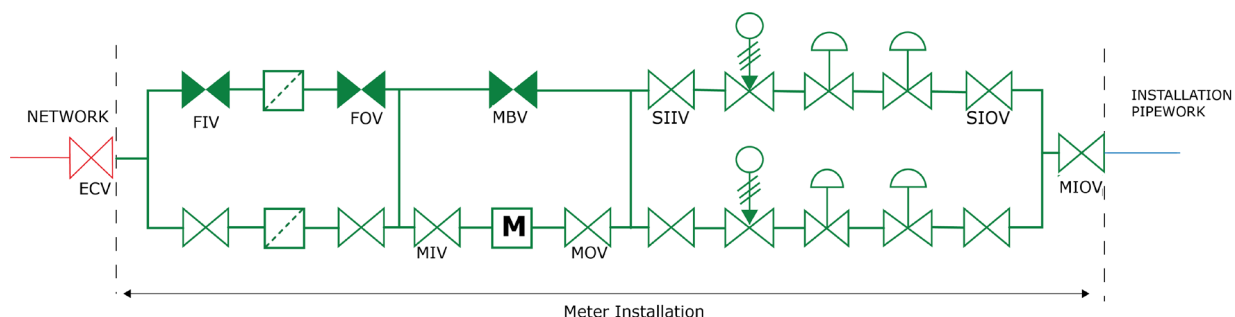 NETWORK
INSTALLATION
PIPEWORK
FIV
FOV
MBV
SIIV
SIOV
ECV
MIOV
MIV
M
MOV
Meter Installation